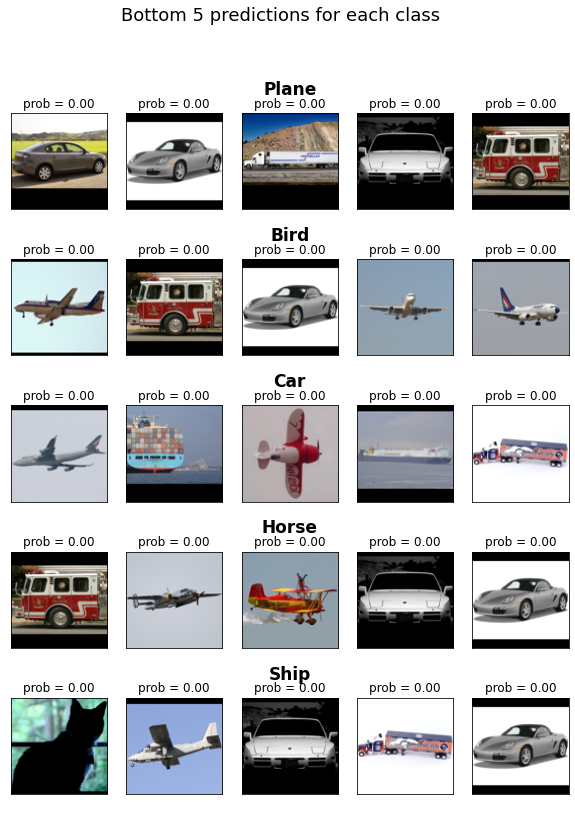 Bottom 5 predictions for each class
Plane
prob = 0.00 prob = 0.00 prob = 0.00 prob = 0.00 prob = 0.00
Bird
prob = 0.00 prob = 0.00 prob = 0.00 prob = 0.00 prob = 0.00
Car
prob = 0.00 prob = 0.00 prob = 0.00 prob = 0.00 prob = 0.00
Horse
prob = 0.00 prob = 0.00 prob = 0.00 prob = 0.00 prob = 0.00
Ship
prob = 0.00 prob = 0.00 prob = 0.00 prob = 0.00 prob = 0.00